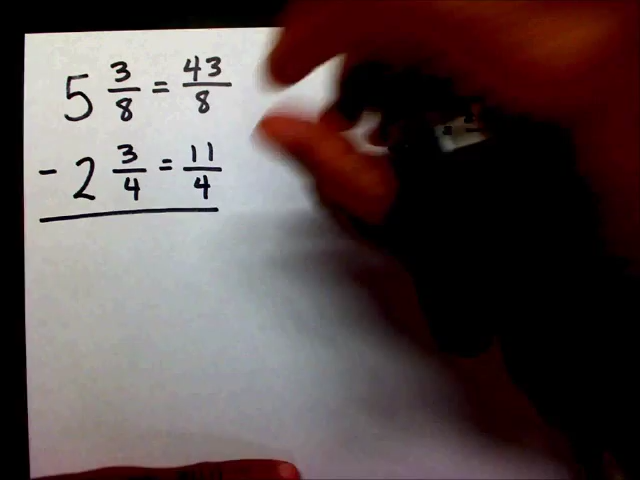 5 3/8 = 43/8
- 2 3/4 = 11/4